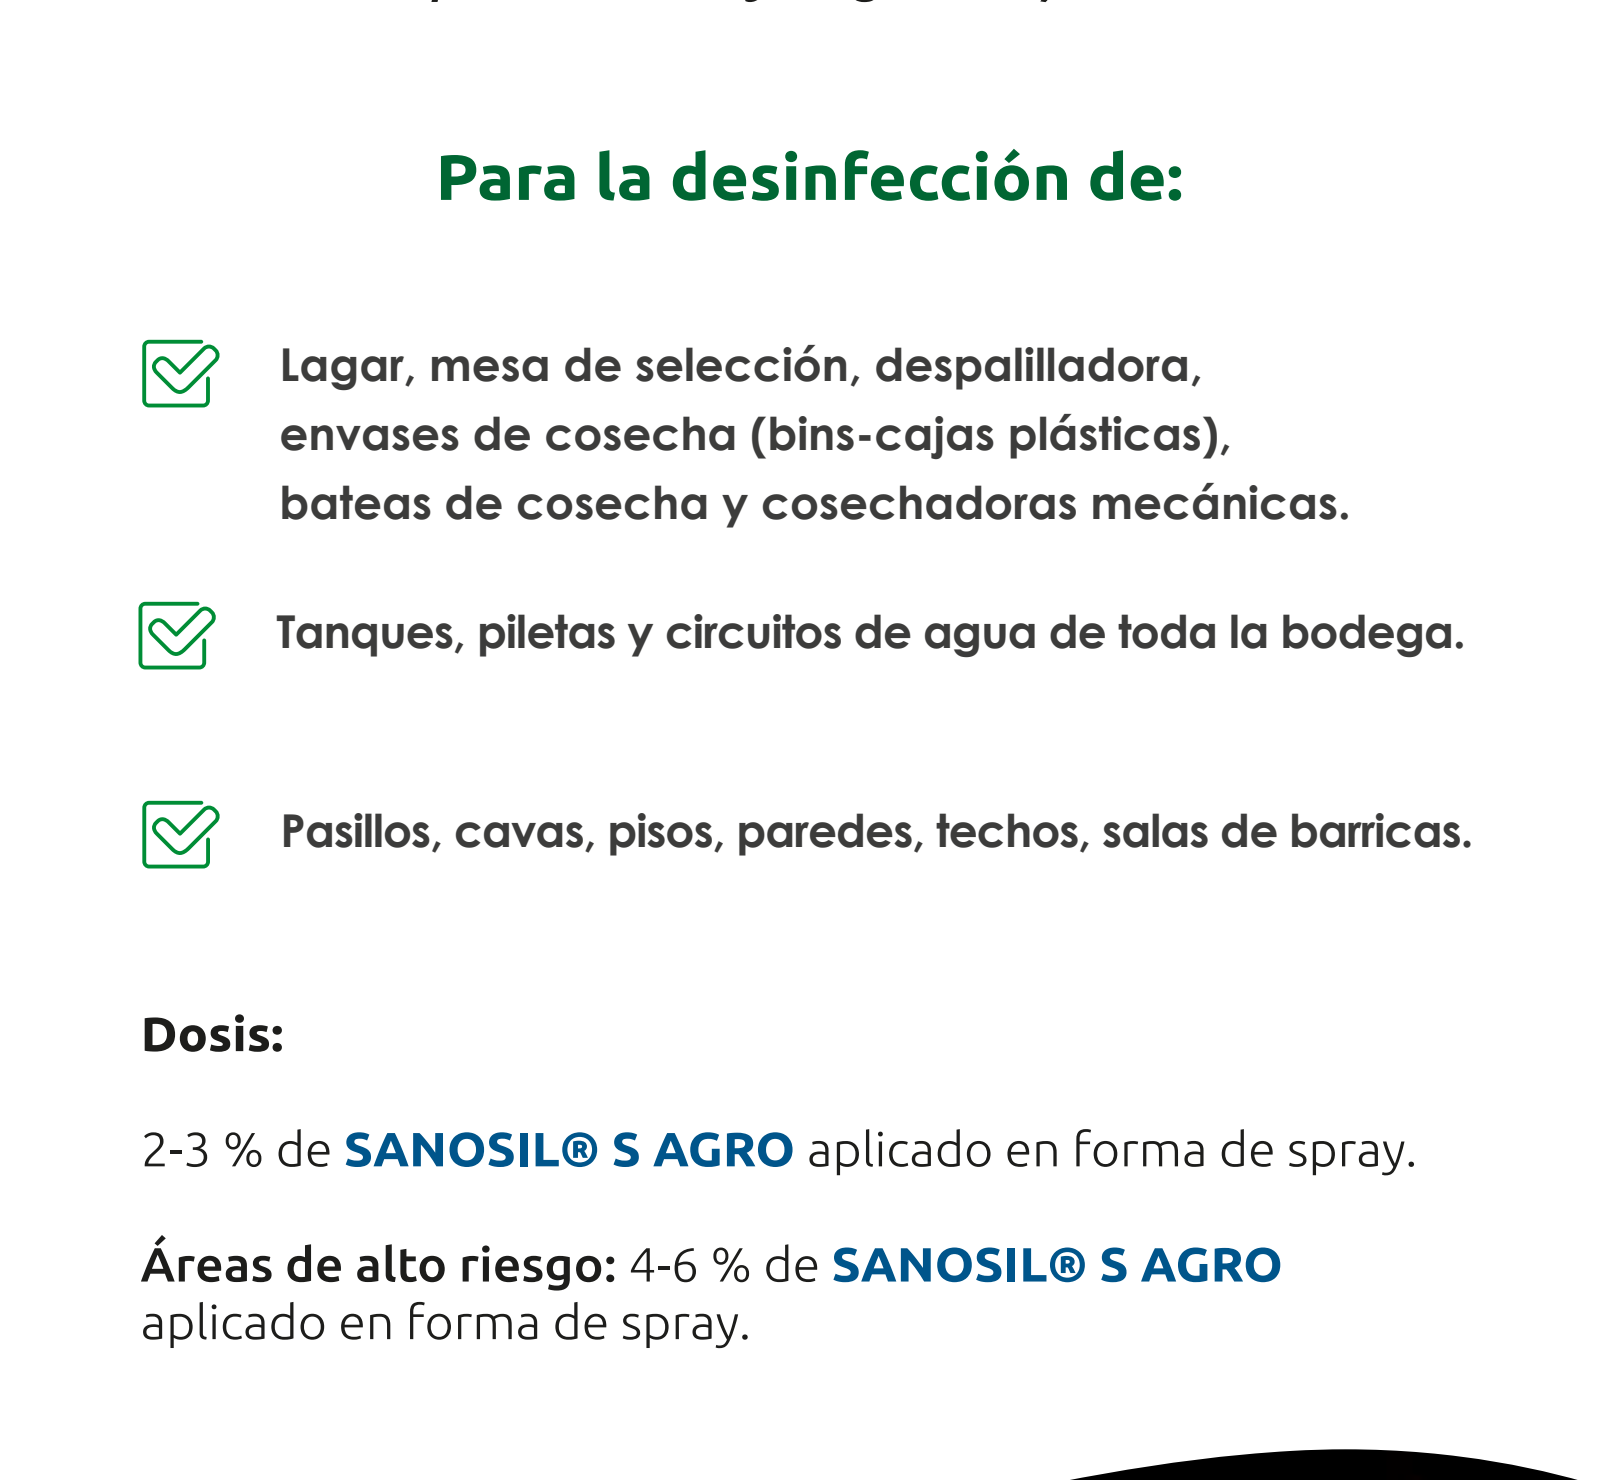 Para la desinfección de:
Lagar, mesa de selección, despalilladora,
envases de cosecha (bins-cajas plásticas),
bateas de cosecha y cosechadoras mecánicas.
Tanques, piletas y circuitos de agua de toda la bodega.
Pasillos, cavas, pisos, paredes, techos, salas de barricas.
Dosis:
2-3 % de SANOSIL® S AGRO aplicado en forma de spray.
Áreas de alto riesgo: 4-6 % de SANOSIL® S AGRO
aplicado en forma de spray.